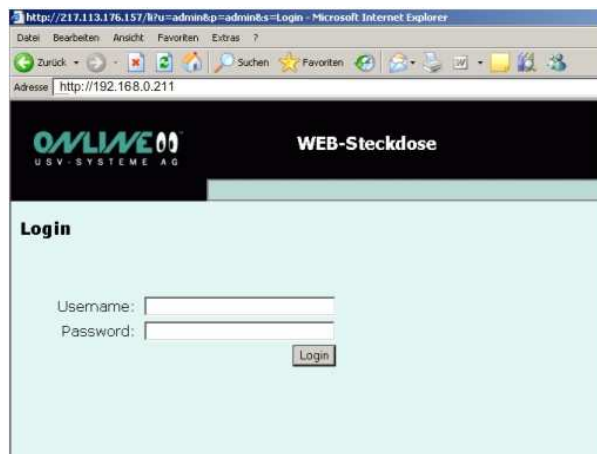 http://217.113.176.157/li?u=admin&p=admin&s=Login - Microsoft Internet Explorer
Datei Bearbeiten Ansicht Favoriten Extras ?
Zurück Suchen Favoriten
Adresse http://192.168.0.211
ONLINE
USV-SYSTEME AG
WEB-Steckdose
Login
Username:
Password:
Login